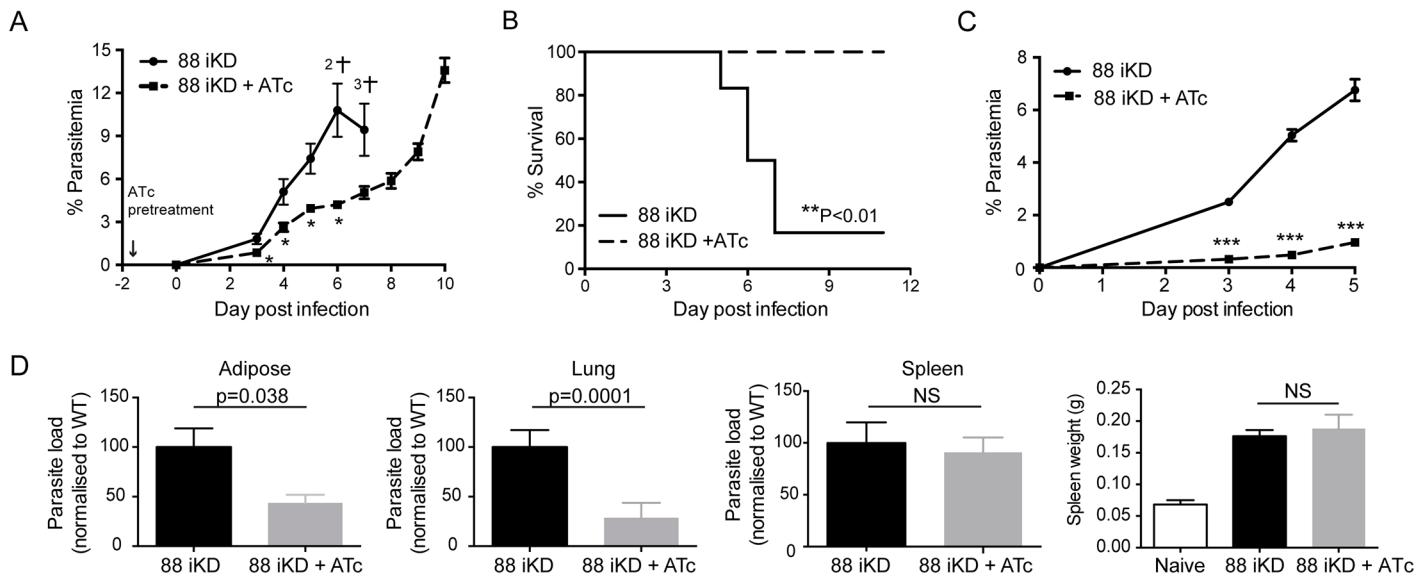 A
15
12
9
6
3
0
% Parasitemia
88 iKD
88 iKD + ATc
2†
3†
ATc
pretreatment
↓
*
*
*
*
-2
0
2
4
6
8
10
Day post infection
B
100
80
60
40
20
0
% Survival
88 iKD
88 iKD +ATc
**P<0.01
0
3
6
9
12
Day post infection
C
8
6
4
2
0
% Parasitemia
88 iKD
88 iKD + ATc
***
***
***
0
1
2
3
4
5
Day post infection
D
Adipose
p=0.038
150
100
50
0
Parasite load
(normalised to WT)
88 iKD
88 iKD + ATc
Lung
p=0.0001
150
100
50
0
Parasite load
(normalised to WT)
88 iKD
88 iKD + ATc
Spleen
NS
150
100
50
0
Parasite load
(normalised to WT)
88 iKD
88 iKD + ATc
NS
0.25
0.20
0.15
0.10
0.05
0.00
Spleen weight (g)
Naive
88 iKD
88 iKD + ATc